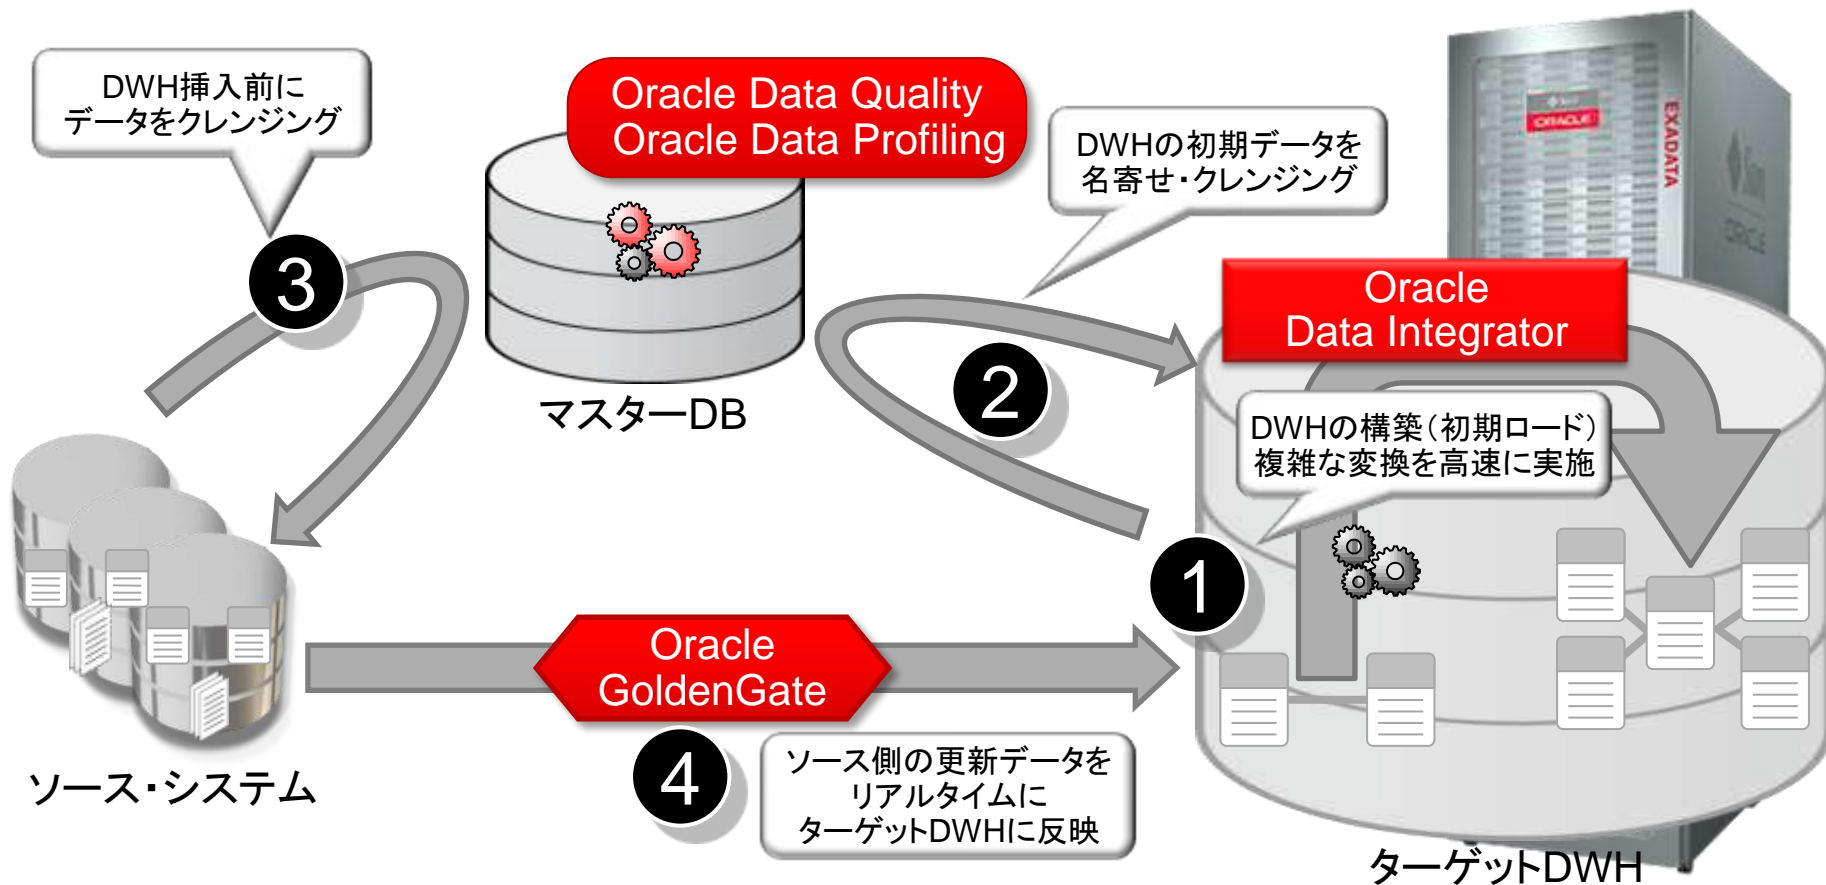 DWH挿入前に
データをクレンジング
Oracle Data Quality
Oracle Data Profiling
DWHの初期データを
名寄せ・クレンジング
ORACLE
EXADATA
Sun
ORACLE
3
マスターDB
2
Oracle
Data Integrator
DWHの構築（初期ロード）
複雑な変換を高速に実施
1
Oracle
GoldenGate
4
ソース側の更新データを
リアルタイムに
ターゲットDWHに反映
ソース・システム
ターゲットDWH